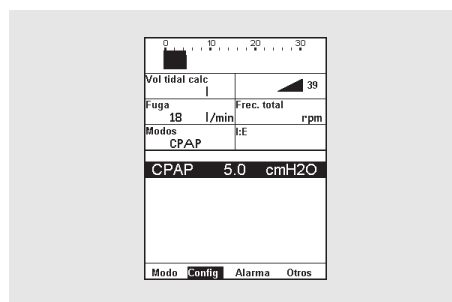 0 10 20 30
Vol tidal calc
l
39
Fuga
18 l/min
Frec. total
rpm
Modos
CPAP
I:E
CPAP 5.0 cmH2O
Modo Config Alarma Otros